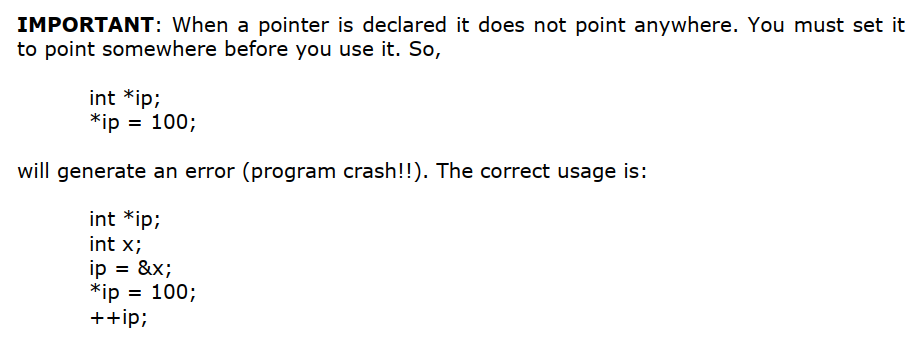 IMPORTANT: When a pointer is declared it does not point anywhere. You must set it
to point somewhere before you use it. So,
int *ip;
*ip = 100;
will generate an error (program crash!!). The correct usage is:
int *ip;
int x;
ip = &x;
*ip = 100;
++ip;